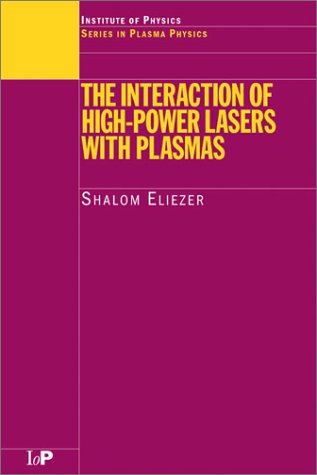 INSTITUTE OF PHYSICS
SERIES IN PLASMA PHYSICS
THE INTERACTION OF
HIGH-POWER LASERS
WITH PLASMAS
SHALOM ELIEZER
IoP